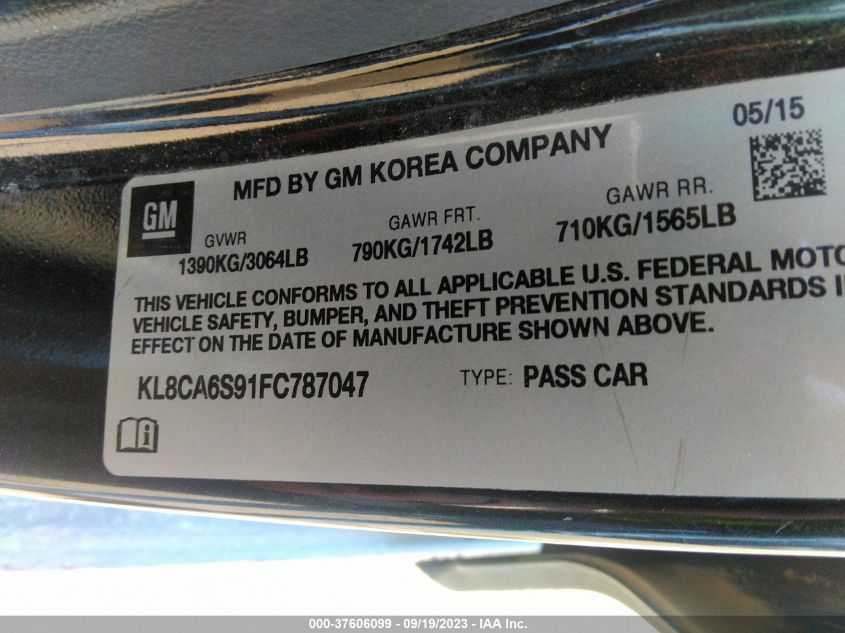 05/15
MFD BY GM KOREA COMPANY
GM
GVWR GAWR FRT. GAWR RR.
1390KG/3064LB 790KG/1742LB 710KG/1565LB
THIS VEHICLE CONFORMS TO ALL APPLICABLE U.S. FEDERAL MOTO
VEHICLE SAFETY, BUMPER, AND THEFT PREVENTION STANDARDS I
EFFECT ON THE DATE OF MANUFACTURE SHOWN ABOVE.
KL8CA6S91FC787047 TYPE: PASS CAR
000-37606099 — 09/19/2023 — IAA Inc.